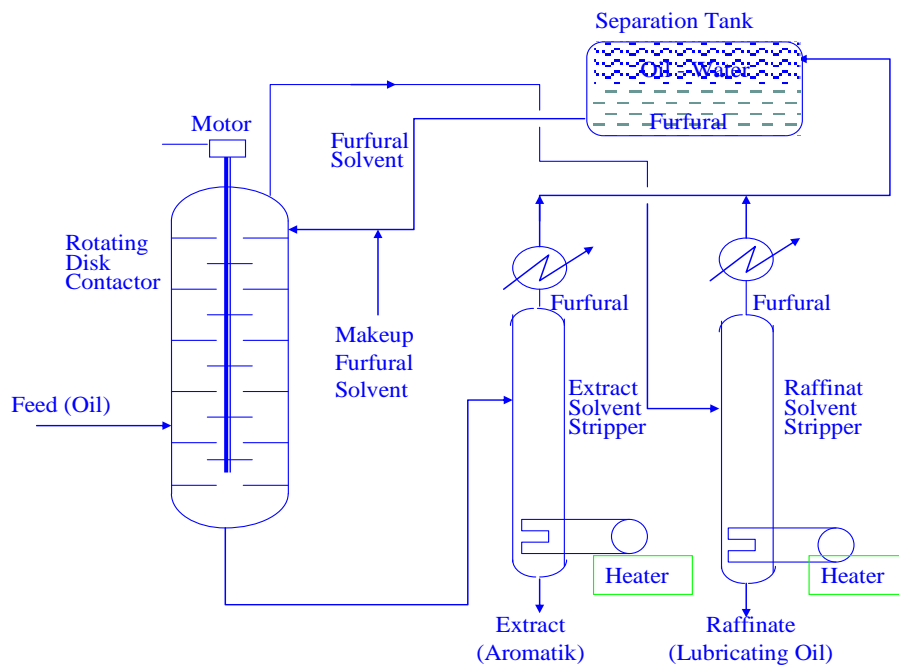 Separation Tank
Oil - Water
Furfural
Motor
Furfural
Solvent
Rotating
Disk
Contactor
Furfural
Furfural
Makeup
Furfural
Solvent
Extract
Solvent
Stripper
Raffinat
Solvent
Stripper
Feed (Oil)
Heater
Heater
Extract
(Aromatik)
Raffinate
(Lubricating Oil)